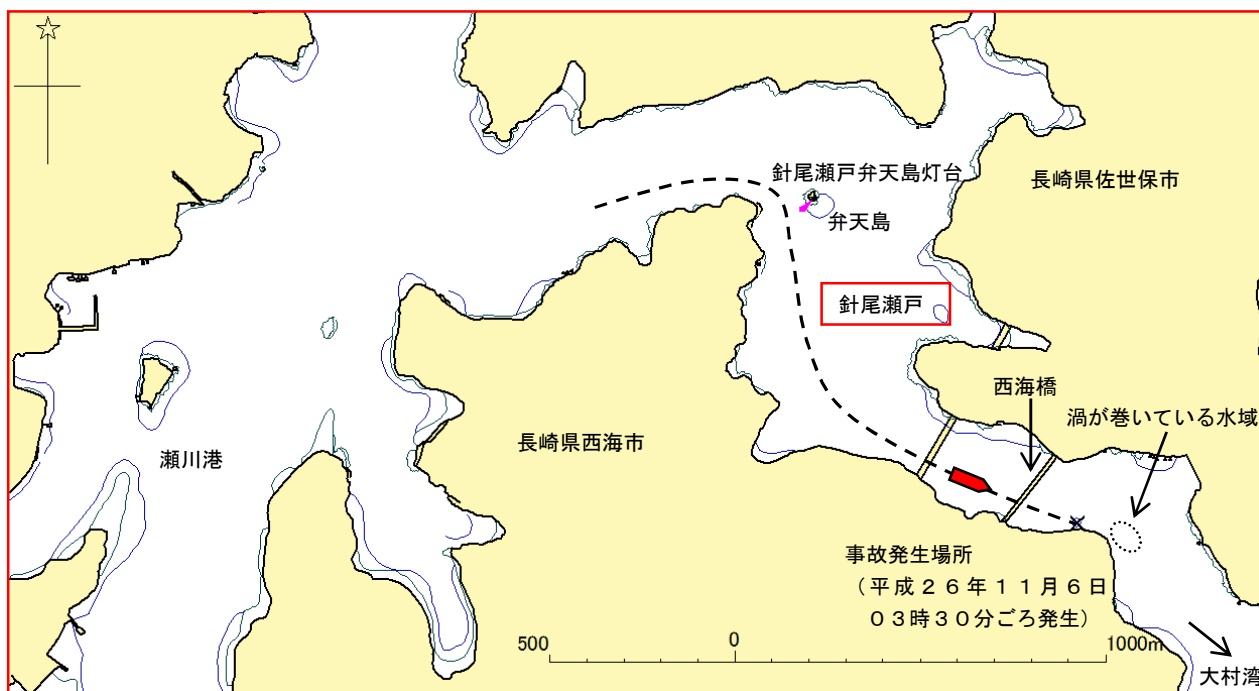 針尾瀬戸弁天島灯台
長崎県佐世保市
弁天島
針尾瀬戸
西海橋
渦が巻いている水域
長崎県西海市
瀬川港
事故発生場所
（平成２６年１１月６日
０３時３０分ごろ発生）
500 0 1000m
大村湾